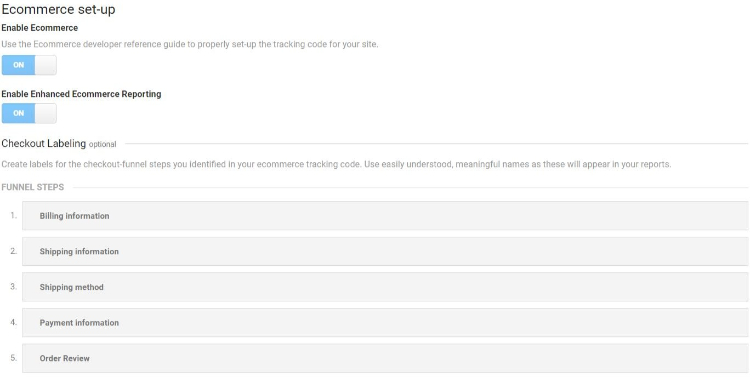 Ecommerce set-up
Enable Ecommerce
Use the Ecommerce developer reference guide to properly set-up the tracking code for your site.
ON
Enable Enhanced Ecommerce Reporting
ON
Checkout Labeling optional
Create labels for the checkout-funnel steps you identified in your ecommerce tracking code. Use easily understood, meaningful names as these will appear in your reports.
FUNNEL STEPS
1. Billing information
2. Shipping information
3. Shipping method
4. Payment information
5. Order Review